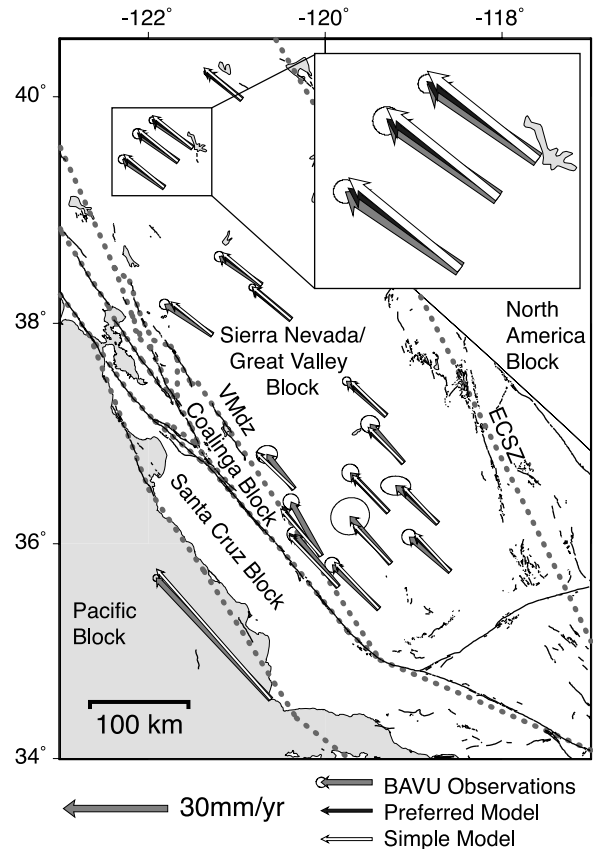 -122° -120° -118°
40°
38°
36°
34°
North
America
Block
Sierra Nevada/
Great Valley
Block
VMdz
Coalinga Block
ECSZ
Santa Cruz Block
Pacific
Block
100 km
30mm/yr
BAVU Observations
Preferred Model
Simple Model